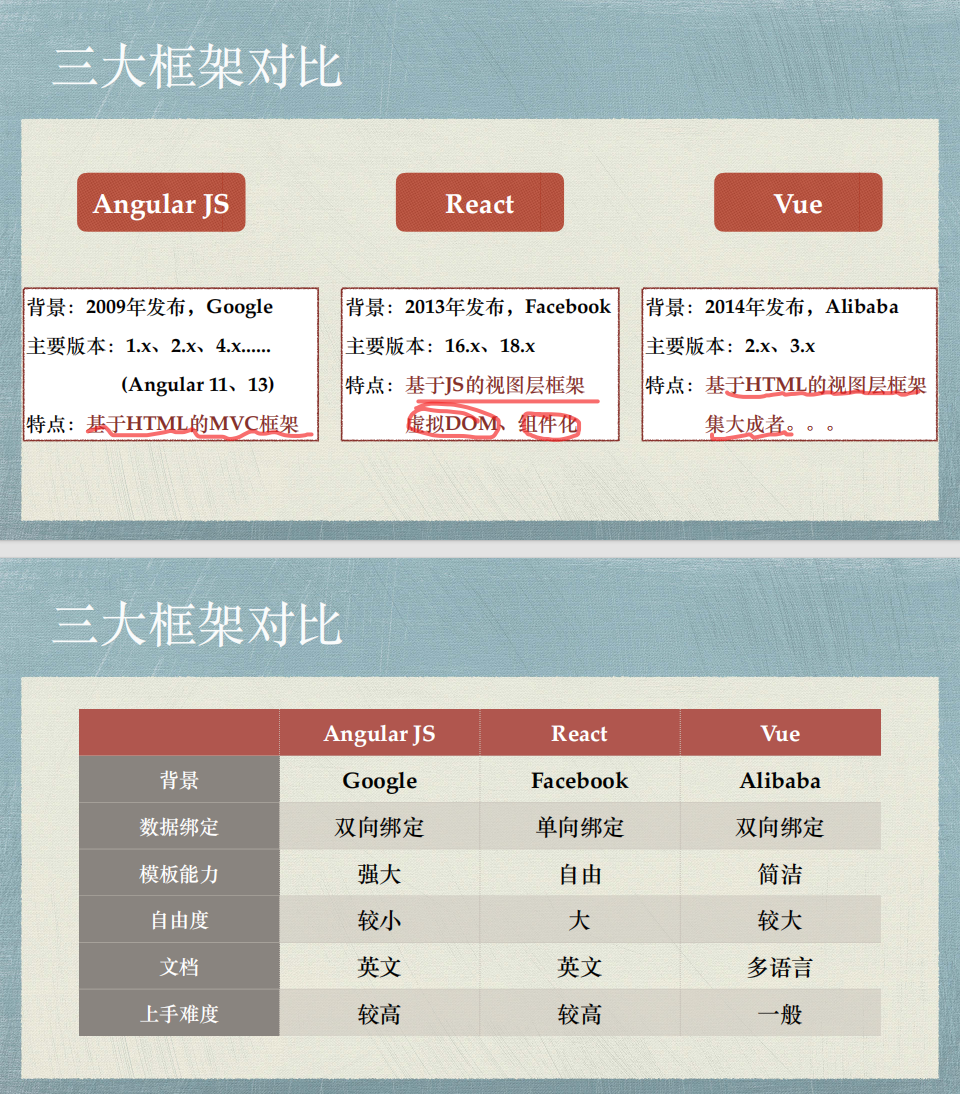 三大框架对比
Angular JS
React
Vue
背景：2009年发布，Google
主要版本：1.x、2.x、4.x......
(Angular 11、13)
特点：基于HTML的MVC框架
背景：2013年发布，Facebook
主要版本：16.x、18.x
特点：基于JS的视图层框架
虚拟DOM、组件化
背景：2014年发布，Alibaba
主要版本：2.x、3.x
特点：基于HTML的视图层框架
集大成者。。。
三大框架对比
Angular JS React Vue
背景 Google Facebook Alibaba
数据绑定 双向绑定 单向绑定 双向绑定
模板能力 强大 自由 简洁
自由度 较小 大 较大
文档 英文 英文 多语言
上手难度 较高 较高 一般